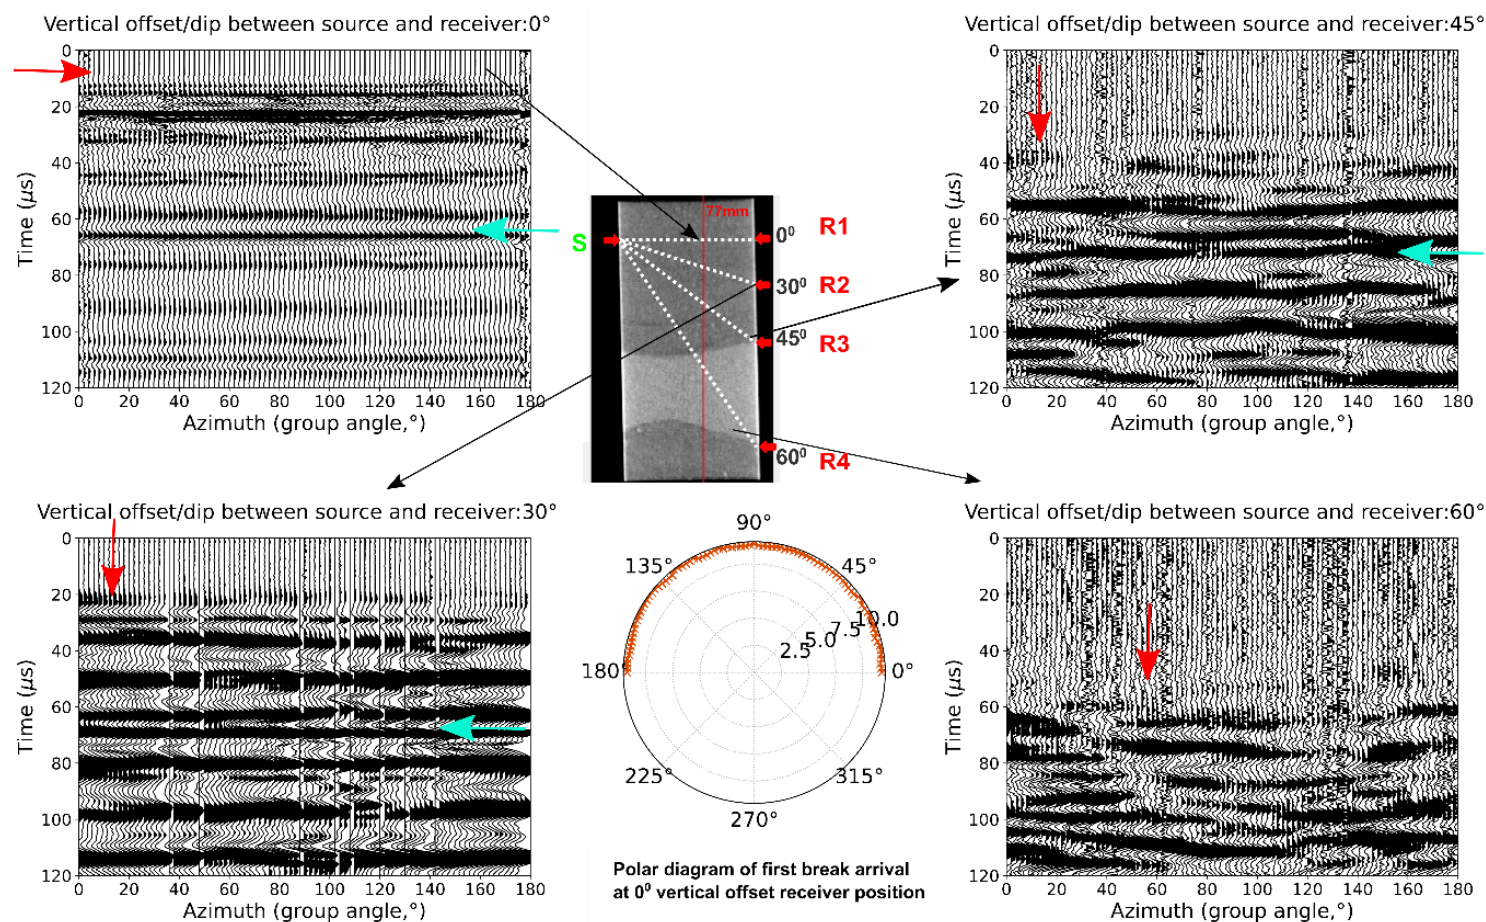 Vertical offset/dip between source and receiver:0°
0
20
40
60
80
100
120
Time (μs)
0 20 40 60 80 100 120 140 160 180
Azimuth (group angle,°)
Vertical offset/dip between source and receiver:45°
0
20
40
60
80
100
120
Time (μs)
0 20 40 60 80 100 120 140 160 180
Azimuth (group angle,°)
77mm
S
0⁰ R1
30⁰ R2
45⁰ R3
60⁰ R4
Vertical offset/dip between source and receiver:30°
0
20
40
60
80
100
120
Time (μs)
0 20 40 60 80 100 120 140 160 180
Azimuth (group angle,°)
90°
135° 45°
10.0
7.5
5.0
2.5
180° 0°
225° 315°
270°
Polar diagram of first break arrival
at 0⁰ vertical offset receiver position
Vertical offset/dip between source and receiver:60°
0
20
40
60
80
100
120
Time (μs)
0 20 40 60 80 100 120 140 160 180
Azimuth (group angle,°)